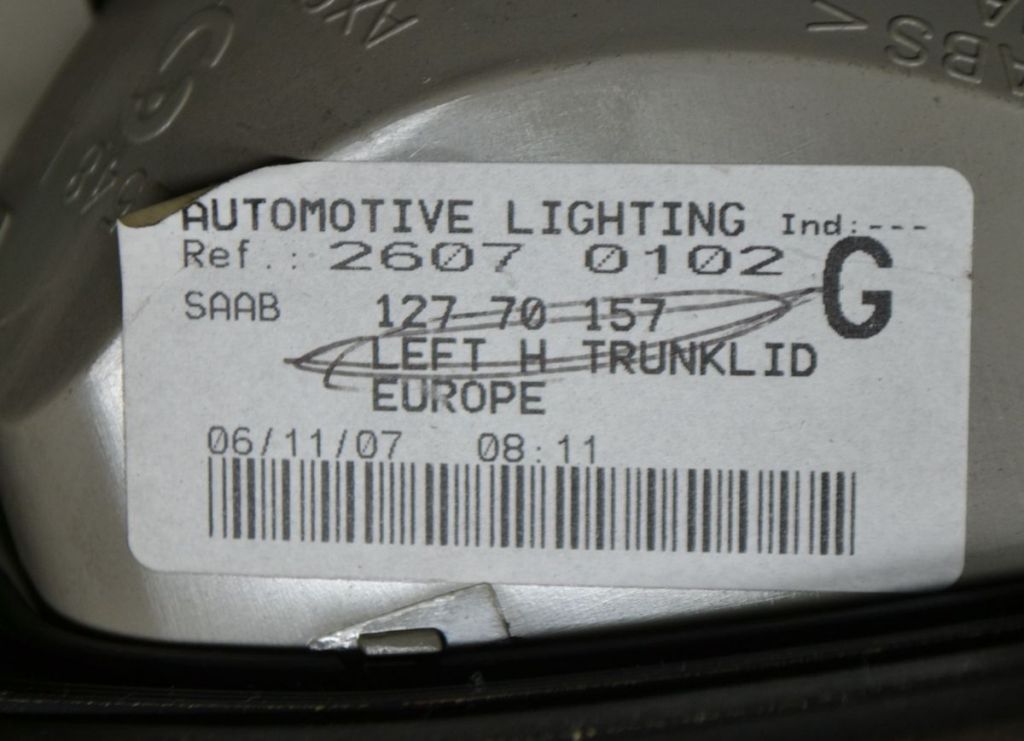 AUTOMOTIVE LIGHTING Ind:---
Ref.: 2607 0102 G
SAAB 127 70 157
LEFT H TRUNKLID
EUROPE
06/11/07 08:11